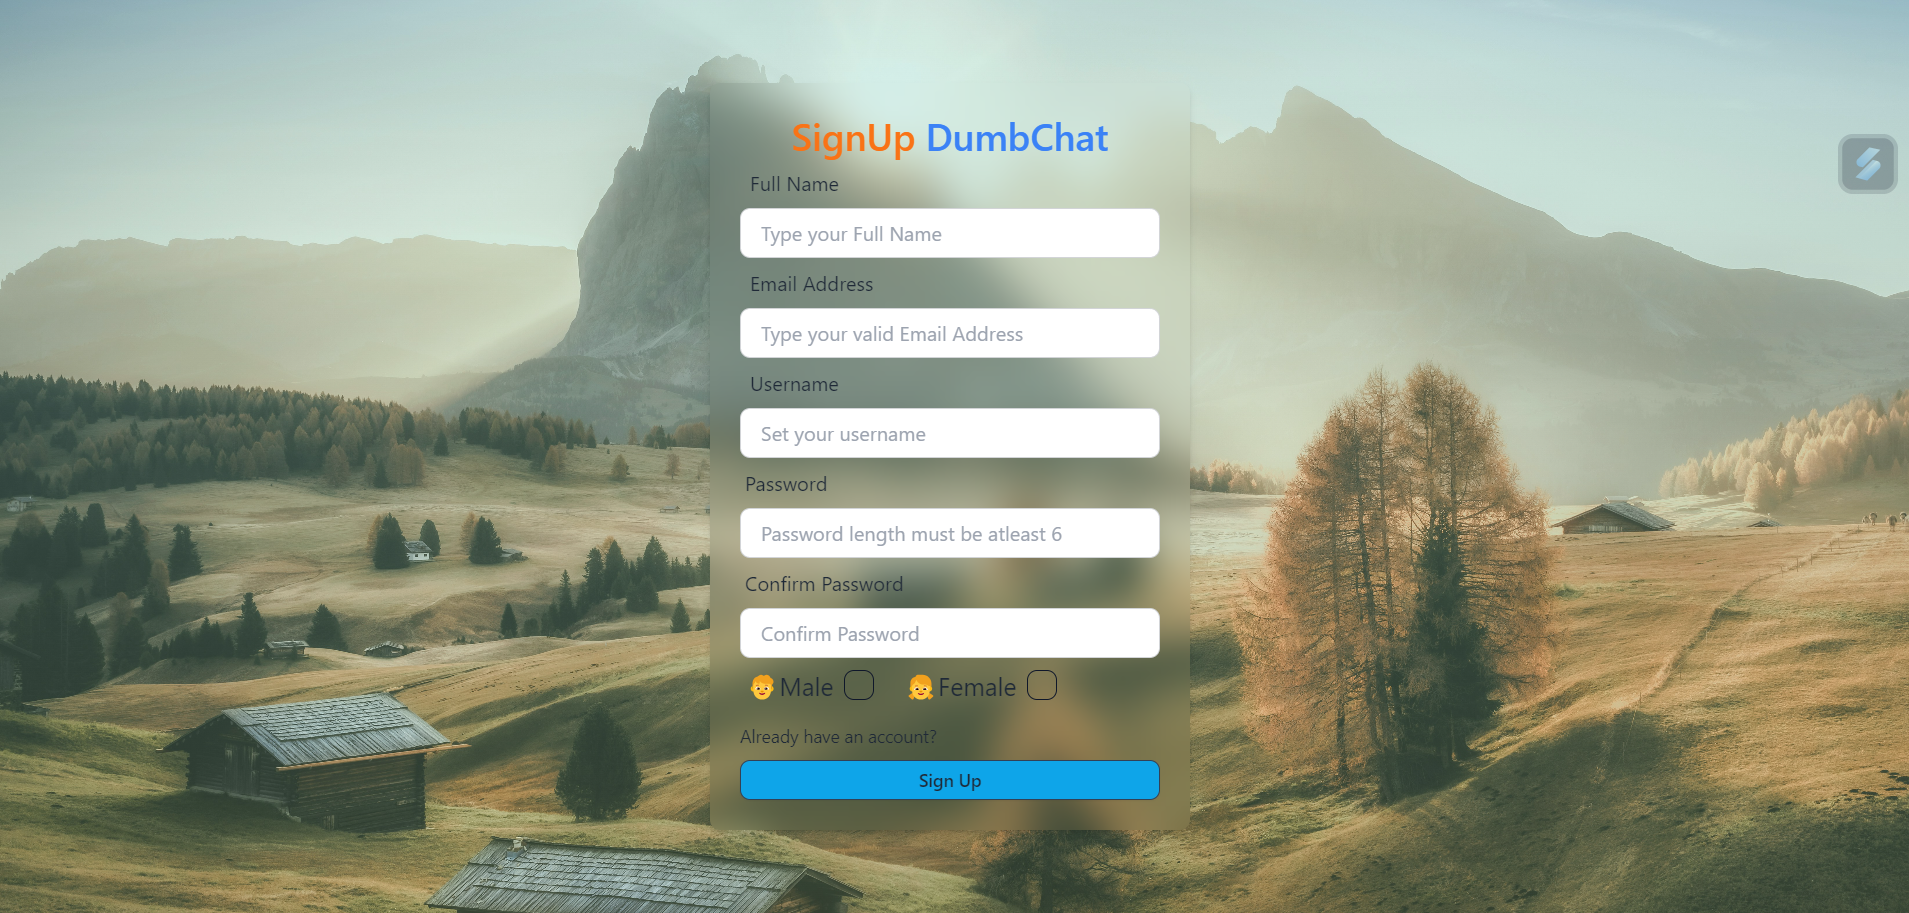 SignUp DumbChat
Full Name
Type your Full Name
Email Address
Type your valid Email Address
Username
Set your username
Password
Password length must be atleast 6
Confirm Password
Confirm Password
👦Male 👧Female
Already have an account?
Sign Up